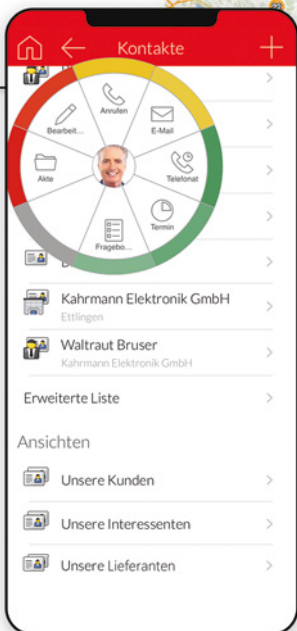 Kontakte
Anrufen
Bearbeit...
E-Mail
Akte
Telefonat
Termin
Fragebo...
Kahrmann Elektronik GmbH
Ettlingen
Waltraut Bruser
Kahrmann Elektronik GmbH
Erweiterte Liste
Ansichten
Unsere Kunden
Unsere Interessenten
Unsere Lieferanten